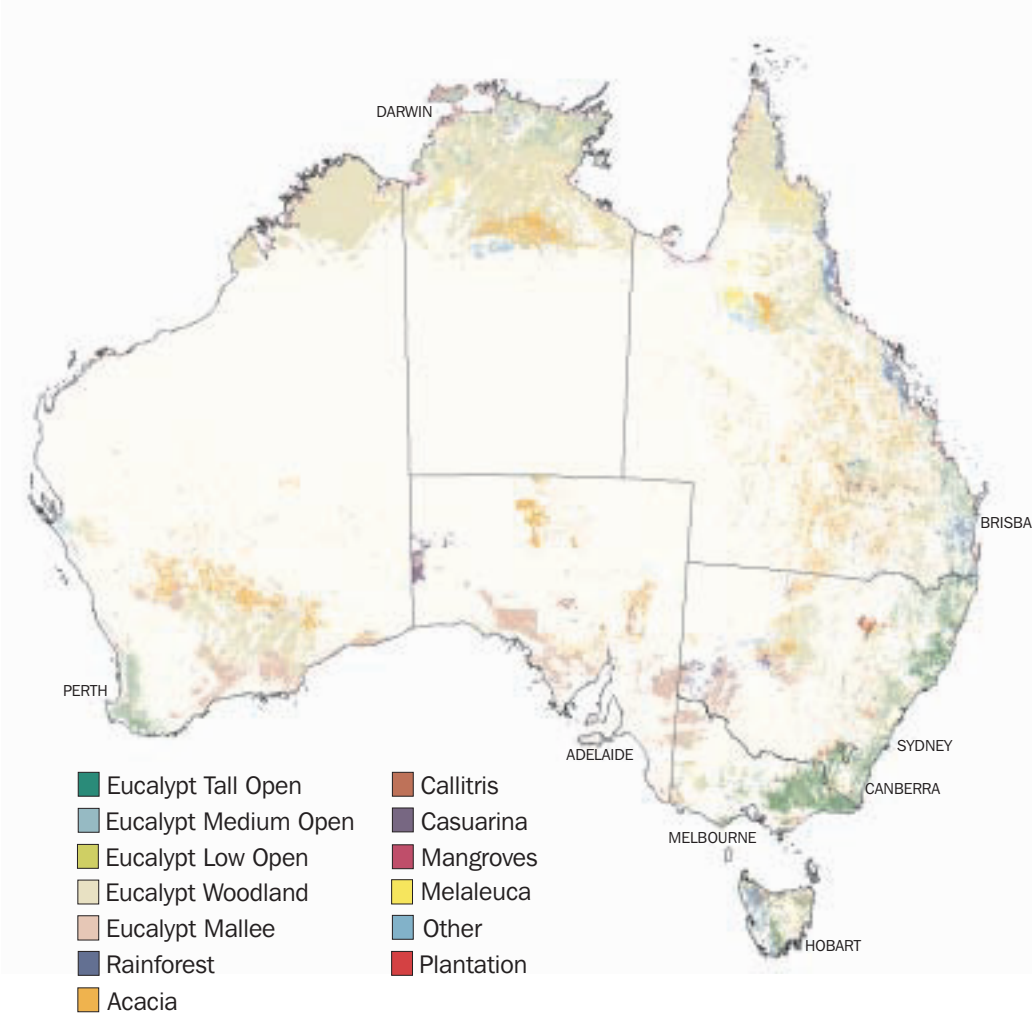 DARWIN
BRISBA
PERTH
SYDNEY
ADELAIDE
CANBERRA
MELBOURNE
HOBART
Eucalypt Tall Open
Eucalypt Medium Open
Eucalypt Low Open
Eucalypt Woodland
Eucalypt Mallee
Rainforest
Acacia
Callitris
Casuarina
Mangroves
Melaleuca
Other
Plantation